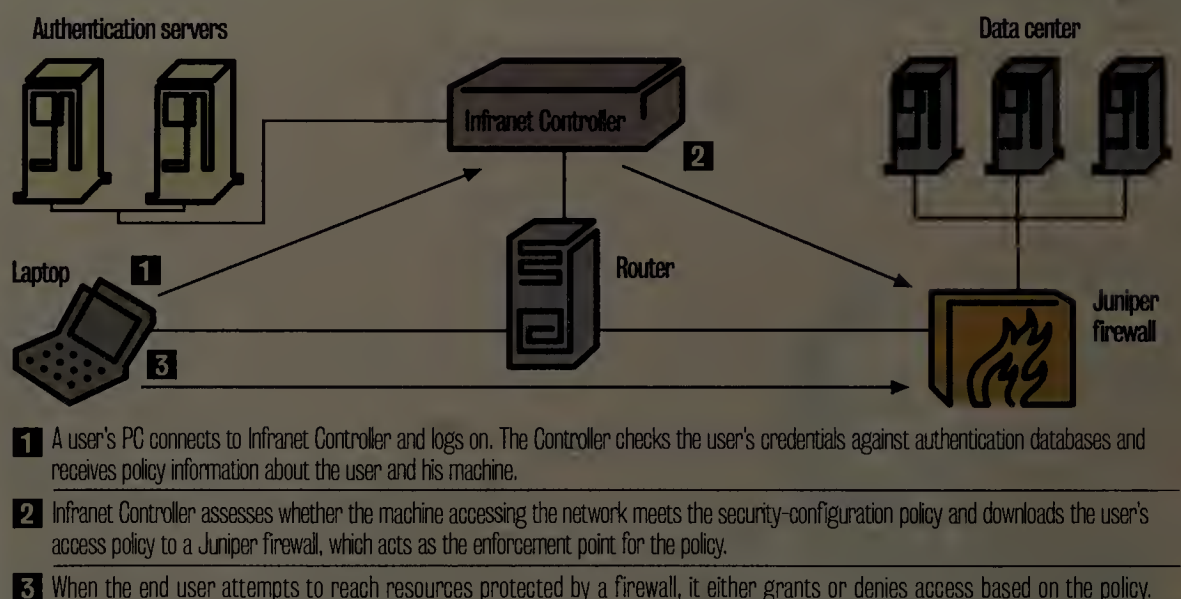 Authentication servers
Data center
Infranet Controller
2
Laptop
1
Router
Juniper
firewall
3
1 A user's PC connects to Infranet Controller and logs on. The Controller checks the user's credentials against authentication databases and
receives policy information about the user and his machine.
2 Infranet Controller assesses whether the machine accessing the network meets the security-configuration policy and downloads the user's
access policy to a Juniper firewall, which acts as the enforcement point for the policy.
3 When the end user attempts to reach resources protected by a firewall, it either grants or denies access based on the policy.